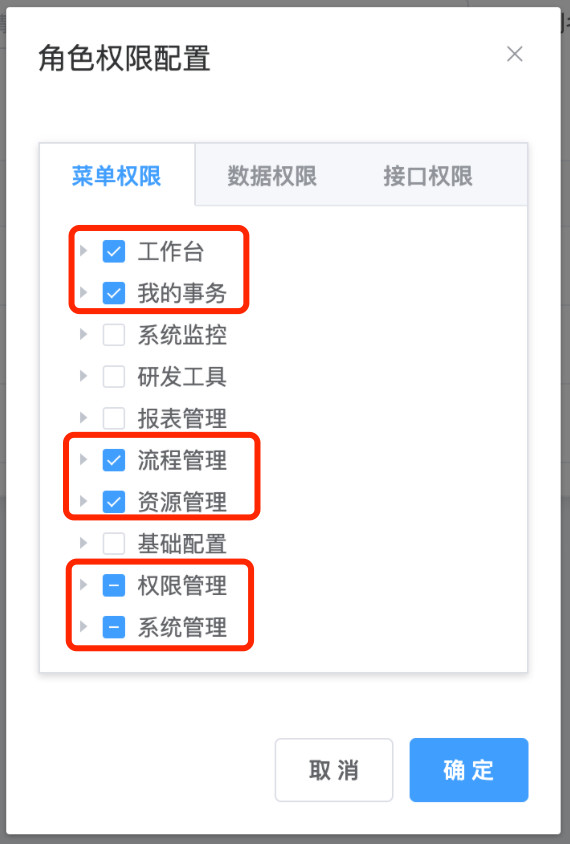 角色权限配置
菜单权限 数据权限 接口权限
工作台
我的事务
系统监控
研发工具
报表管理
流程管理
资源管理
基础配置
权限管理
系统管理
取 消 确 定